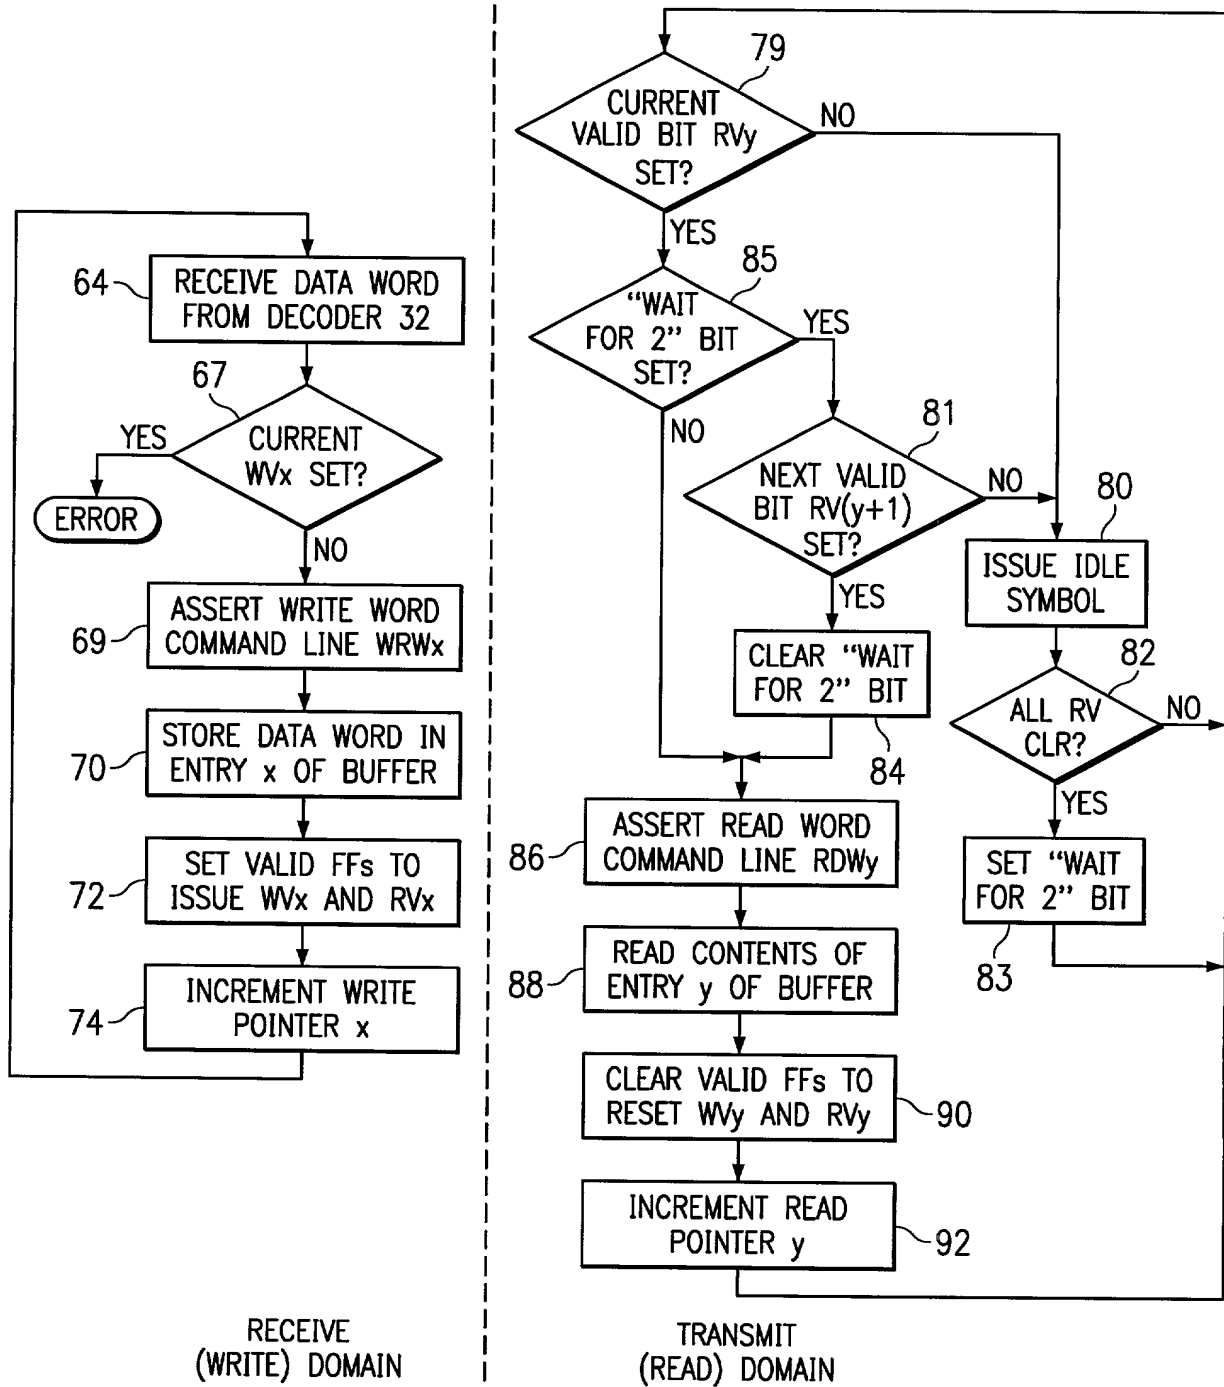 64
RECEIVE DATA WORD
FROM DECODER 32
67
YES
CURRENT
WVx SET?
ERROR
NO
69
ASSERT WRITE WORD
COMMAND LINE WRWx
70
STORE DATA WORD IN
ENTRY x OF BUFFER
72
SET VALID FFs TO
ISSUE WVx AND RVx
74
INCREMENT WRITE
POINTER x
RECEIVE
(WRITE) DOMAIN
79
CURRENT
VALID BIT RVy
SET?
NO
YES
85
“WAIT
FOR 2” BIT
SET?
YES
NO
81
NEXT VALID
BIT RV(y+1)
SET?
NO
YES
80
ISSUE IDLE
SYMBOL
82
ALL RV
CLR?
NO
YES
SET “WAIT
FOR 2” BIT
83
CLEAR “WAIT
FOR 2” BIT
84
86
ASSERT READ WORD
COMMAND LINE RDWy
88
READ CONTENTS OF
ENTRY y OF BUFFER
CLEAR VALID FFs TO
RESET WVy AND RVy
90
INCREMENT READ
POINTER y
92
TRANSMIT
(READ) DOMAIN